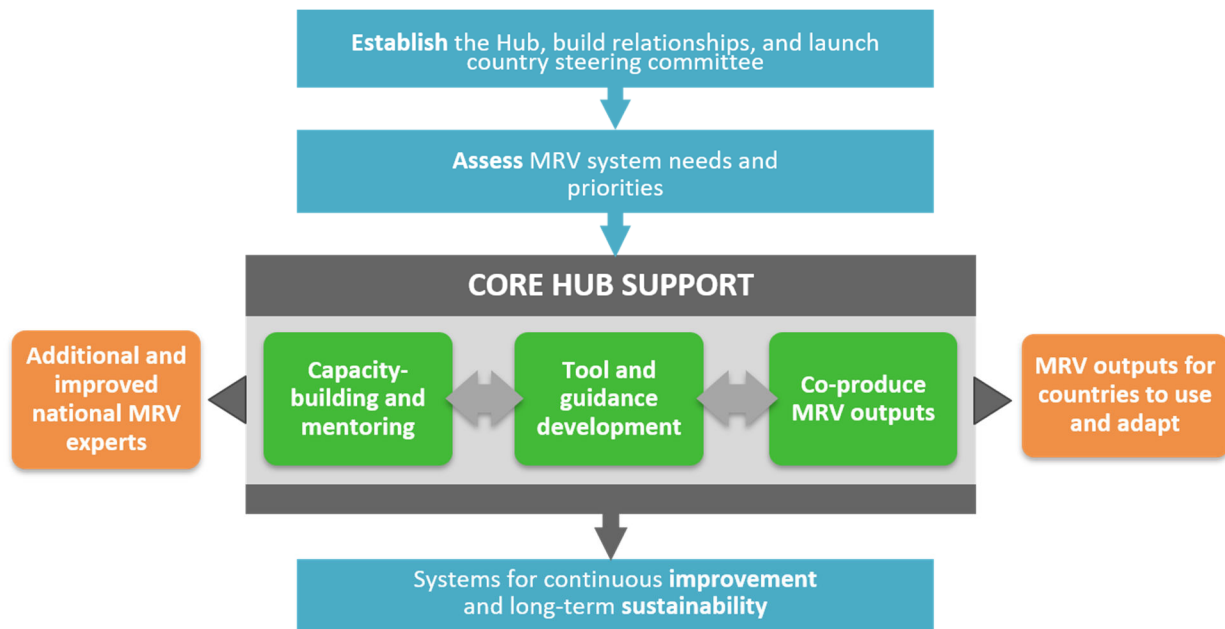 Establish the Hub, build relationships, and launch
country steering committee
Assess MRV system needs and
priorities
CORE HUB SUPPORT
Additional and
improved
national MRV
experts
Capacity-
building and
mentoring
Tool and
guidance
development
Co-produce
MRV outputs
MRV outputs for
countries to use
and adapt
Systems for continuous improvement
and long-term sustainability